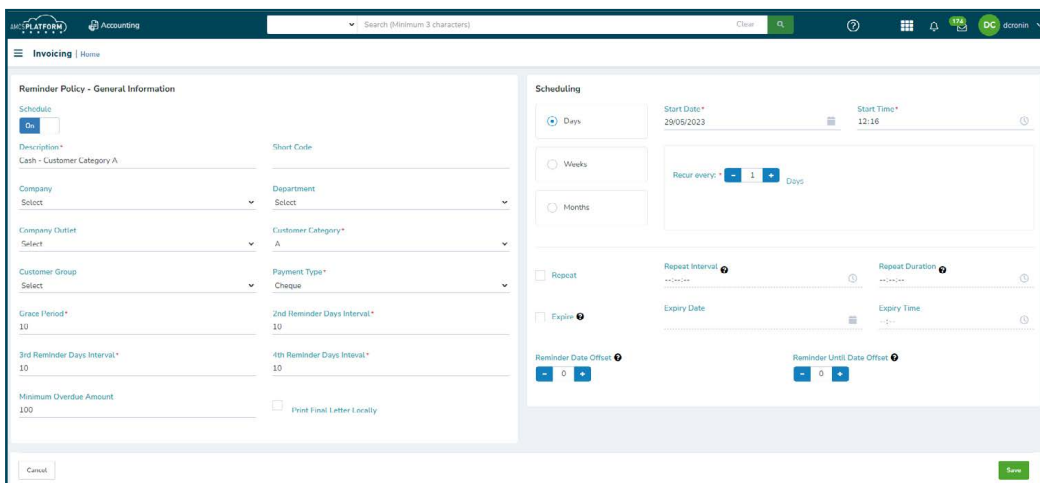 AMCS PLATFORM Accounting Search (Minimum 3 characters) Clear 174 DC dcronin
Invoicing | Home
Reminder Policy - General Information
Schedule
On
Description*
Short Code
Cash - Customer Category A
Company
Department
Select
Select
Company Outlet
Customer Category*
Select
A
Customer Group
Payment Type*
Select
Cheque
Grace Period*
2nd Reminder Days Interval*
10
10
3rd Reminder Days Interval*
4th Reminder Days Inteval*
10
10
Minimum Overdue Amount
100
Print Final Letter Locally
Scheduling
Days
Start Date*
Start Time*
29/05/2023
12:16
Weeks
Recur every: * - 1 + Days
Months
Repeat
Repeat Interval ?
Repeat Duration ?
--:--:--
--:--:--
Expire ?
Expiry Date
Expiry Time
--:--
Reminder Date Offset ?
Reminder Until Date Offset ?
- 0 +
- 0 +
Cancel
Save